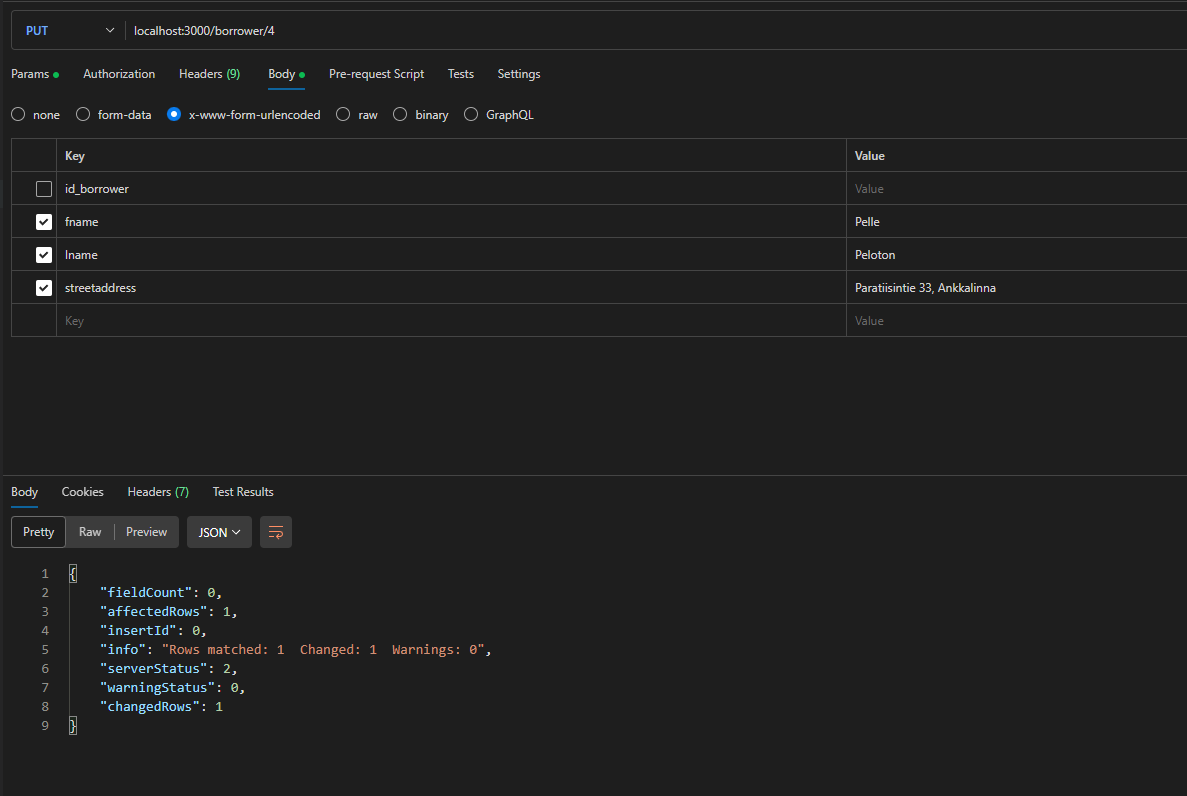 PUT localhost:3000/borrower/4
Params Authorization Headers (9) Body Pre-request Script Tests Settings
none form-data x-www-form-urlencoded raw binary GraphQL
Key Value
id_borrower Value
fname Pelle
lname Peloton
streetaddress Paratiisintie 33, Ankkalinna
Key Value
Body Cookies Headers (7) Test Results
Pretty Raw Preview JSON
1 {
2 "fieldCount": 0,
3 "affectedRows": 1,
4 "insertId": 0,
5 "info": "Rows matched: 1  Changed: 1  Warnings: 0",
6 "serverStatus": 2,
7 "warningStatus": 0,
8 "changedRows": 1
9 }